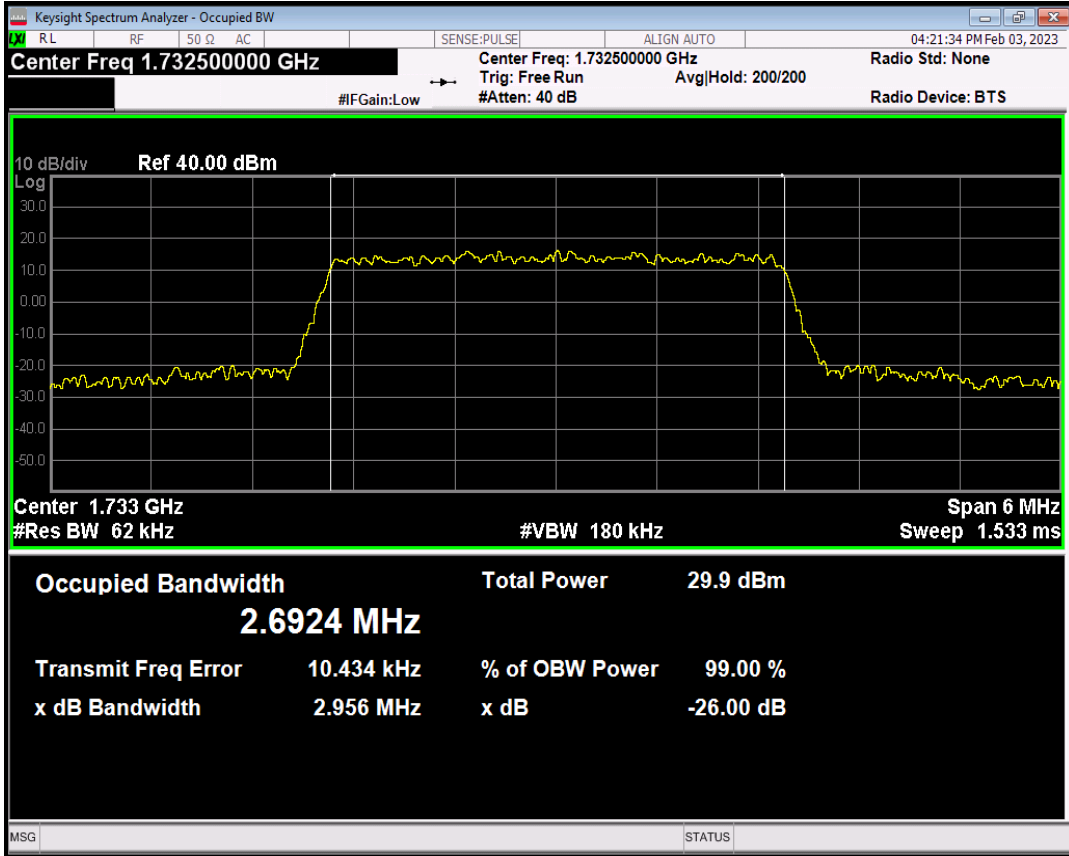 Keysight Spectrum Analyzer - Occupied BW
LXI RL RF 50 Ω AC SENSE:PULSE ALIGN AUTO 04:21:34 PM Feb 03, 2023
Center Freq 1.732500000 GHz Center Freq: 1.732500000 GHz Radio Std: None
Trig: Free Run Avg|Hold: 200/200
#IFGain:Low #Atten: 40 dB Radio Device: BTS
10 dB/div Ref 40.00 dBm
Log
30.0
20.0
10.0
0.00
-10.0
-20.0
-30.0
-40.0
-50.0
Center 1.733 GHz Span 6 MHz
#Res BW 62 kHz #VBW 180 kHz Sweep 1.533 ms
Occupied Bandwidth Total Power 29.9 dBm
2.6924 MHz
Transmit Freq Error 10.434 kHz % of OBW Power 99.00 %
x dB Bandwidth 2.956 MHz x dB -26.00 dB
MSG STATUS